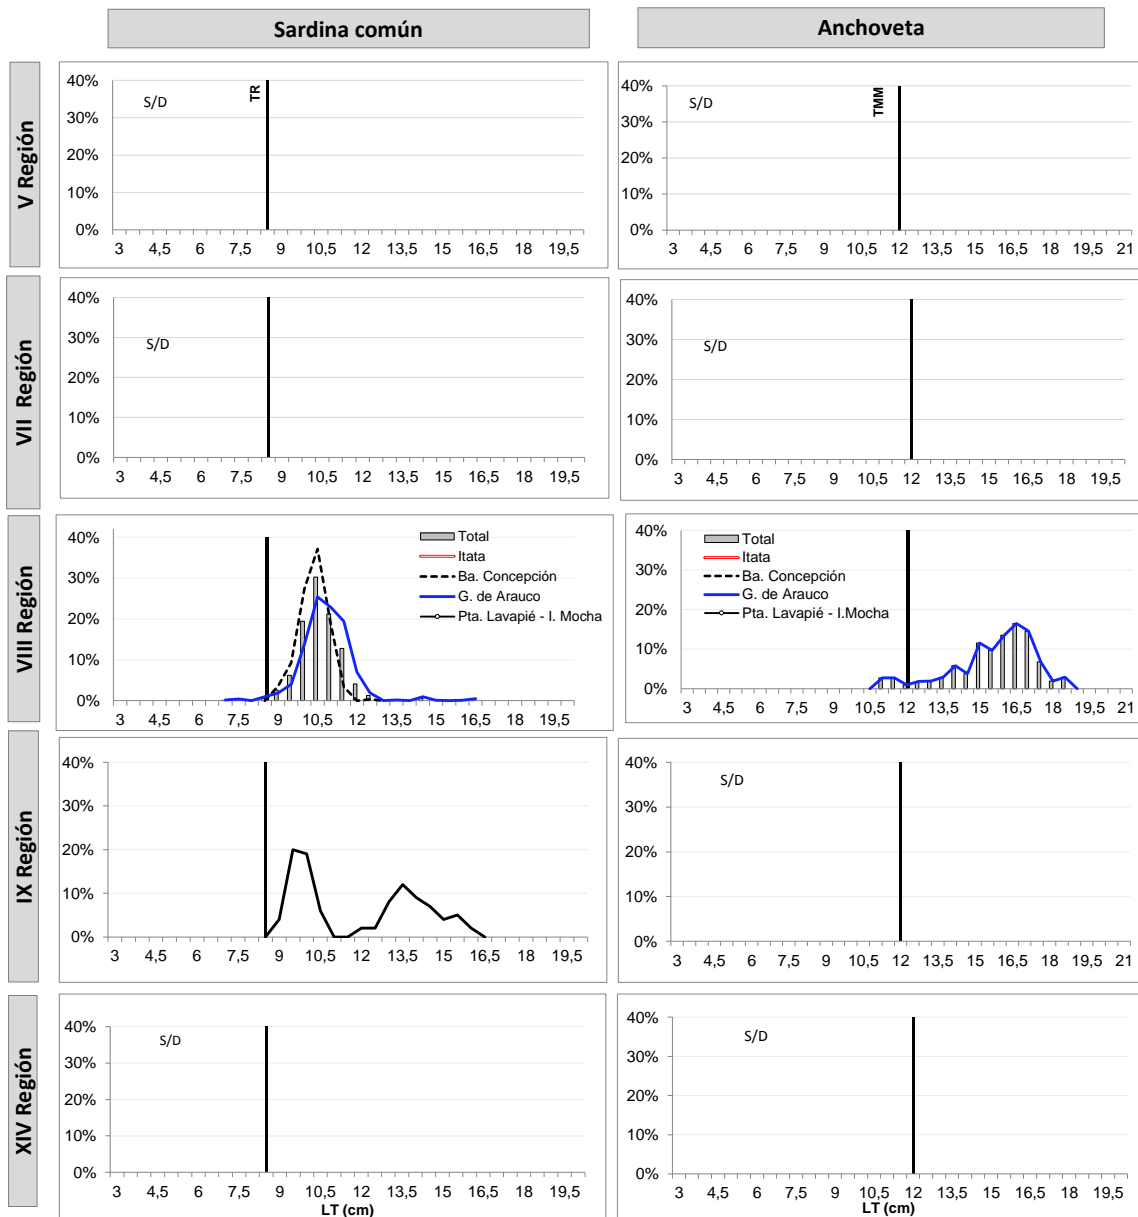 Sardina común
Anchoveta
V Región
40%
30%
20%
10%
0%
S/D
TR
3 4,5 6 7,5 9 10,5 12 13,5 15 16,5 18 19,5
40%
30%
20%
10%
0%
S/D
TMM
3 4,5 6 7,5 9 10,5 12 13,5 15 16,5 18 19,5 21
VII Región
40%
30%
20%
10%
0%
S/D
3 4,5 6 7,5 9 10,5 12 13,5 15 16,5 18 19,5
40%
30%
20%
10%
0%
S/D
3 4,5 6 7,5 9 10,5 12 13,5 15 16,5 18 19,5
VIII Región
40%
30%
20%
10%
0%
Total
Itata
Ba. Concepción
G. de Arauco
Pta. Lavapié - I.Mocha
3 4,5 6 7,5 9 10,5 12 13,5 15 16,5 18 19,5
40%
30%
20%
10%
0%
Total
Itata
Ba. Concepción
G. de Arauco
Pta. Lavapié - I.Mocha
3 4,5 6 7,5 9 10,5 12 13,5 15 16,5 18 19,5 21
IX Región
40%
30%
20%
10%
0%
3 4,5 6 7,5 9 10,5 12 13,5 15 16,5 18 19,5
40%
30%
20%
10%
0%
S/D
3 4,5 6 7,5 9 10,5 12 13,5 15 16,5 18 19,5 21
XIV Región
40%
30%
20%
10%
0%
S/D
3 4,5 6 7,5 9 10,5 12 13,5 15 16,5 18 19,5
LT (cm)
40%
30%
20%
10%
0%
S/D
3 4,5 6 7,5 9 10,5 12 13,5 15 16,5 18 19,5
LT (cm)